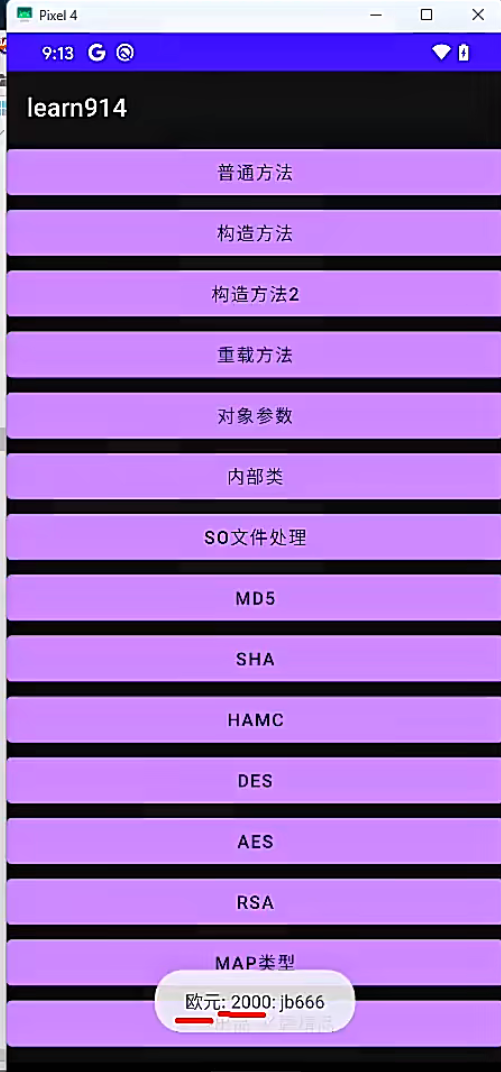 Pixel 4
9:13
learn914
普通方法
构造方法
构造方法2
重载方法
对象参数
内部类
SO文件处理
MD5
SHA
HAMC
DES
AES
RSA
MAP类型
欧元: 2000: jb666